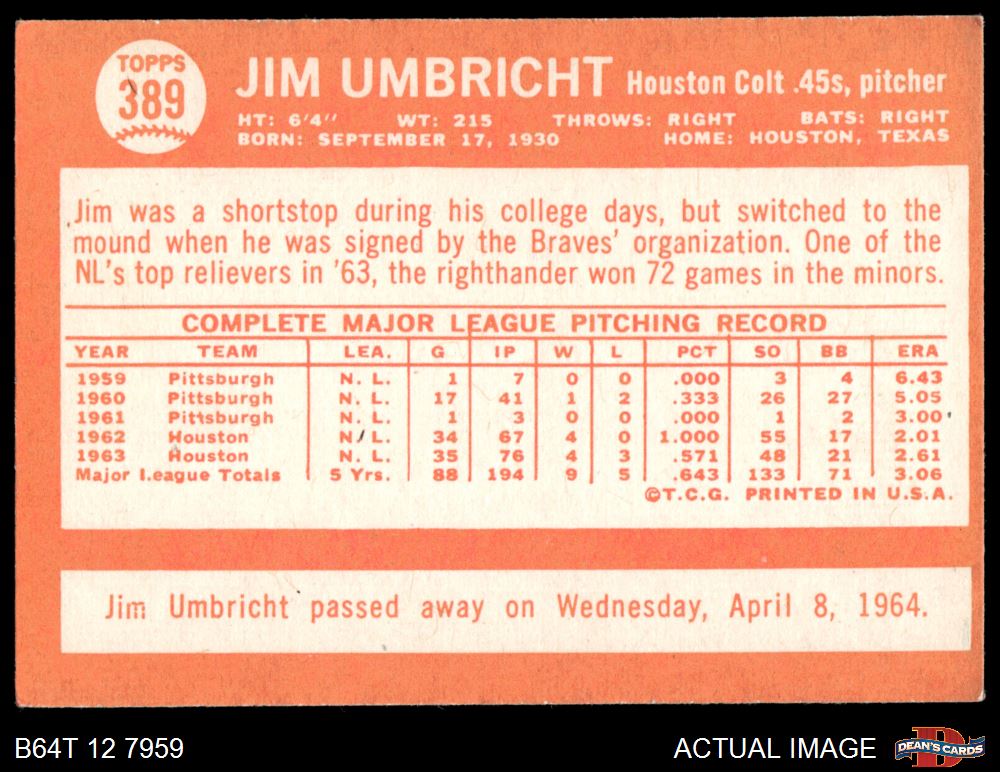 TOPPS
389
JIM UMBRICHT Houston Colt .45s, pitcher
HT: 6'4" WT: 215 THROWS: RIGHT BATS: RIGHT
BORN: SEPTEMBER 17, 1930 HOME: HOUSTON, TEXAS
Jim was a shortstop during his college days, but switched to the
mound when he was signed by the Braves' organization. One of the
NL's top relievers in '63, the righthander won 72 games in the minors.
COMPLETE MAJOR LEAGUE PITCHING RECORD
YEAR TEAM LEA. G IP W L PCT SO BB ERA
1959 Pittsburgh N. L. 1 7 0 0 .000 3 4 6.43
1960 Pittsburgh N. L. 17 41 1 2 .333 26 27 5.05
1961 Pittsburgh N. L. 1 3 0 0 .000 1 2 3.00
1962 Houston N. L. 34 67 4 0 1.000 55 17 2.01
1963 Houston N. L. 35 76 4 3 .571 48 21 2.61
Major League Totals 5 Yrs. 88 194 9 5 .643 133 71 3.06
©T.C.G. PRINTED IN U.S.A.
Jim Umbricht passed away on Wednesday, April 8, 1964.
B64T 12 7959 ACTUAL IMAGE DEAN'S CARDS